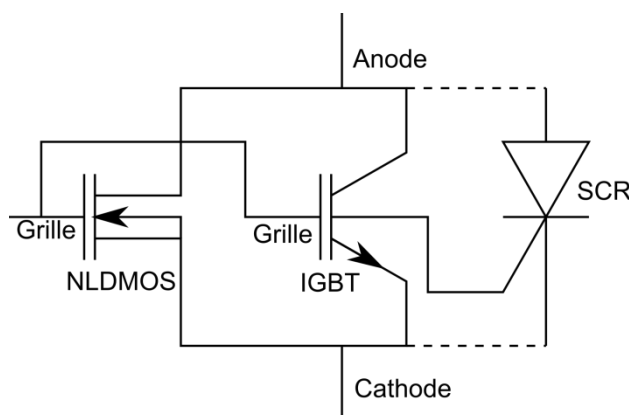 Anode
SCR
Grille
Grille
NLDMOS
IGBT
Cathode